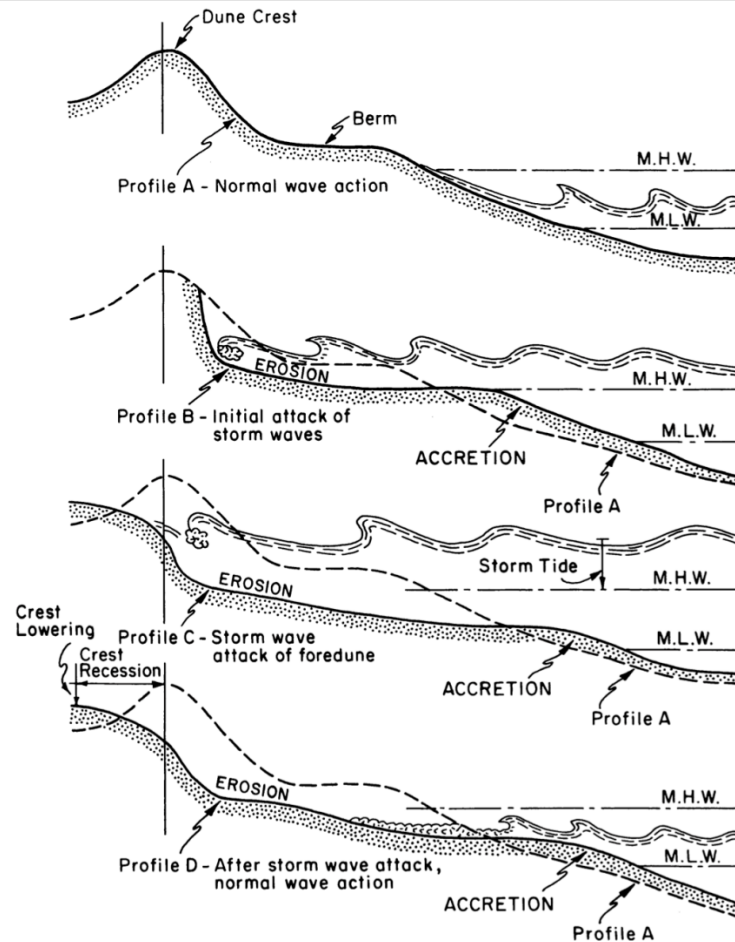 Dune Crest
Berm
M.H.W.
Profile A - Normal wave action
M.L.W.
EROSION
M.H.W.
Profile B - Initial attack of
storm waves
M.L.W.
ACCRETION
Profile A
Storm Tide
EROSION
M.H.W.
Crest
Lowering
Profile C - Storm wave
attack of foredune
M.L.W.
Crest
Recession
ACCRETION
Profile A
EROSION
M.H.W.
Profile D - After storm wave attack,
normal wave action
M.L.W.
ACCRETION
Profile A